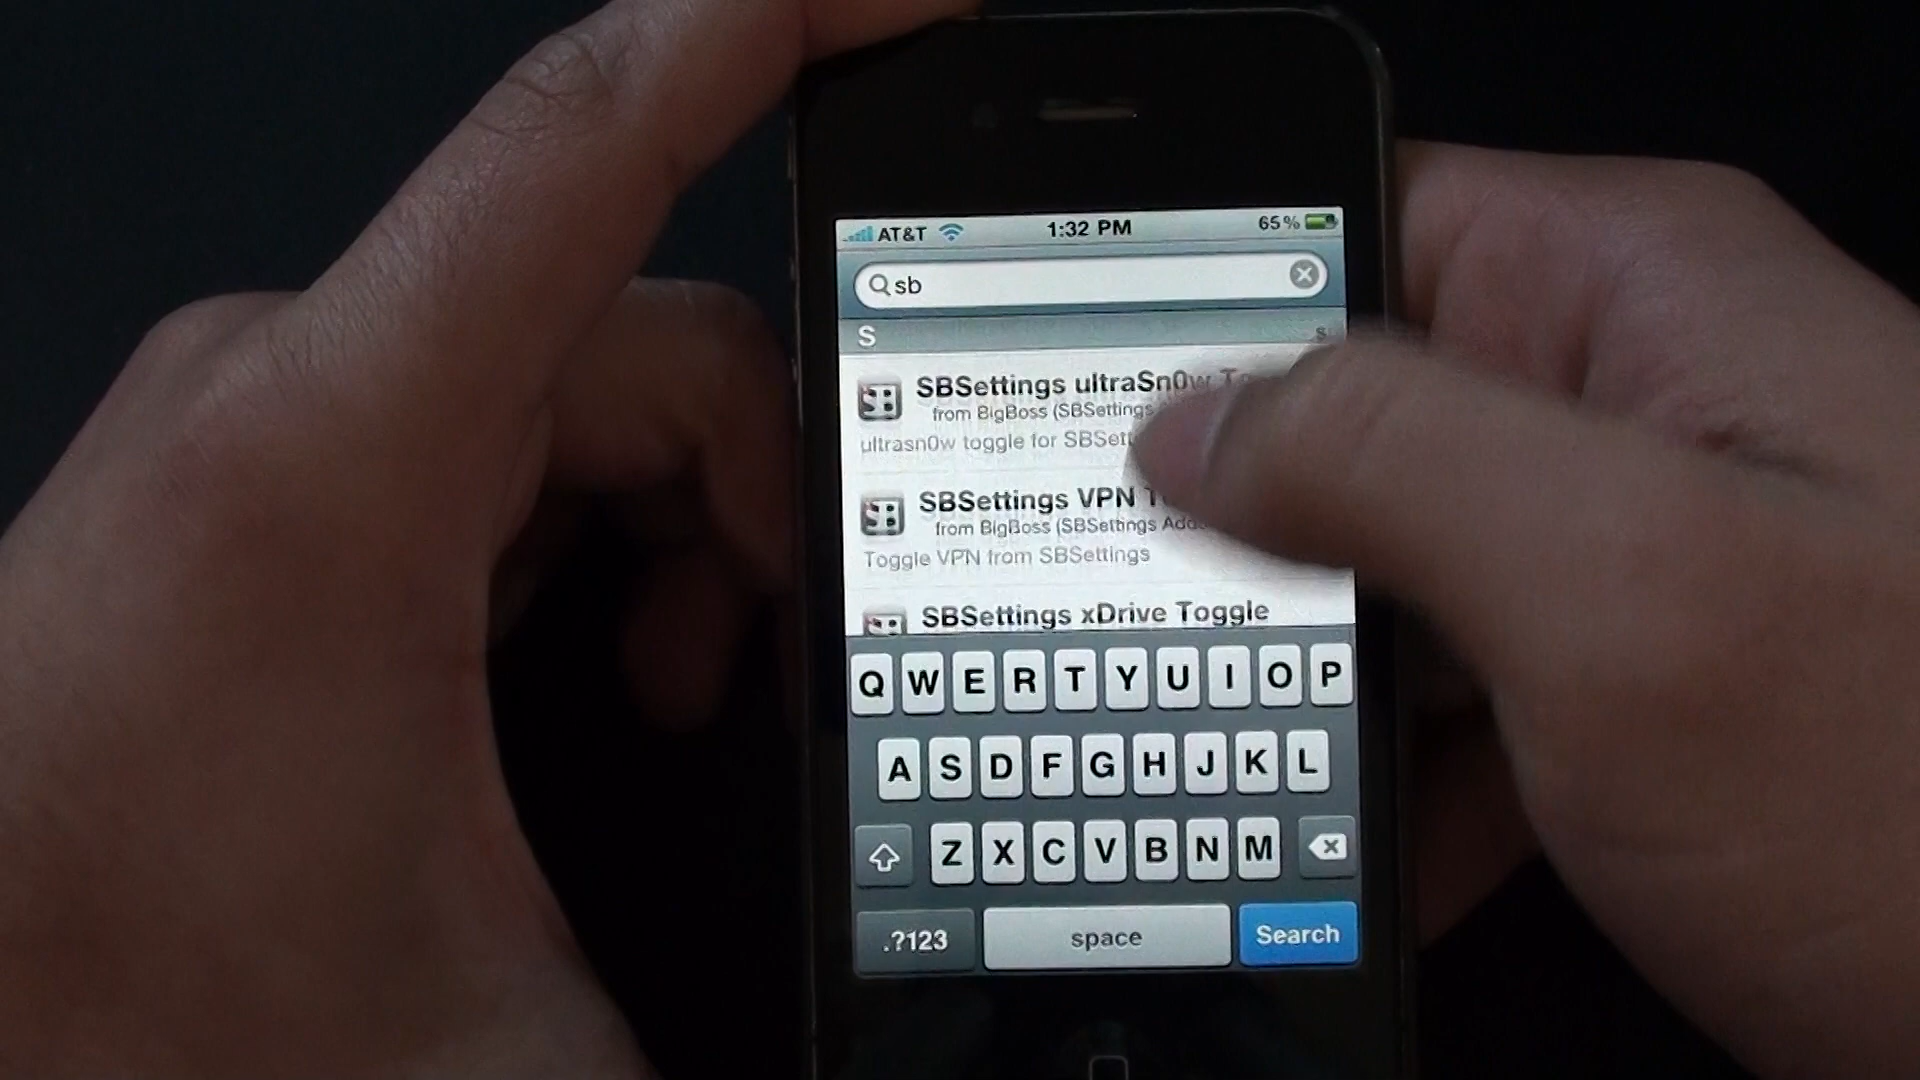 AT&T 1:32 PM 65%
sb
S
SBSettings ultraSn0w
from BigBoss (SBSettings
ultrasn0w toggle for
SBSettings VPN
from BigBoss (SBSettings
Toggle VPN from SBSettings
SBSettings xDrive Toggle
Q W E R T Y U I O P
A S D F G H J K L
Z X C V B N M
.?123 space Search